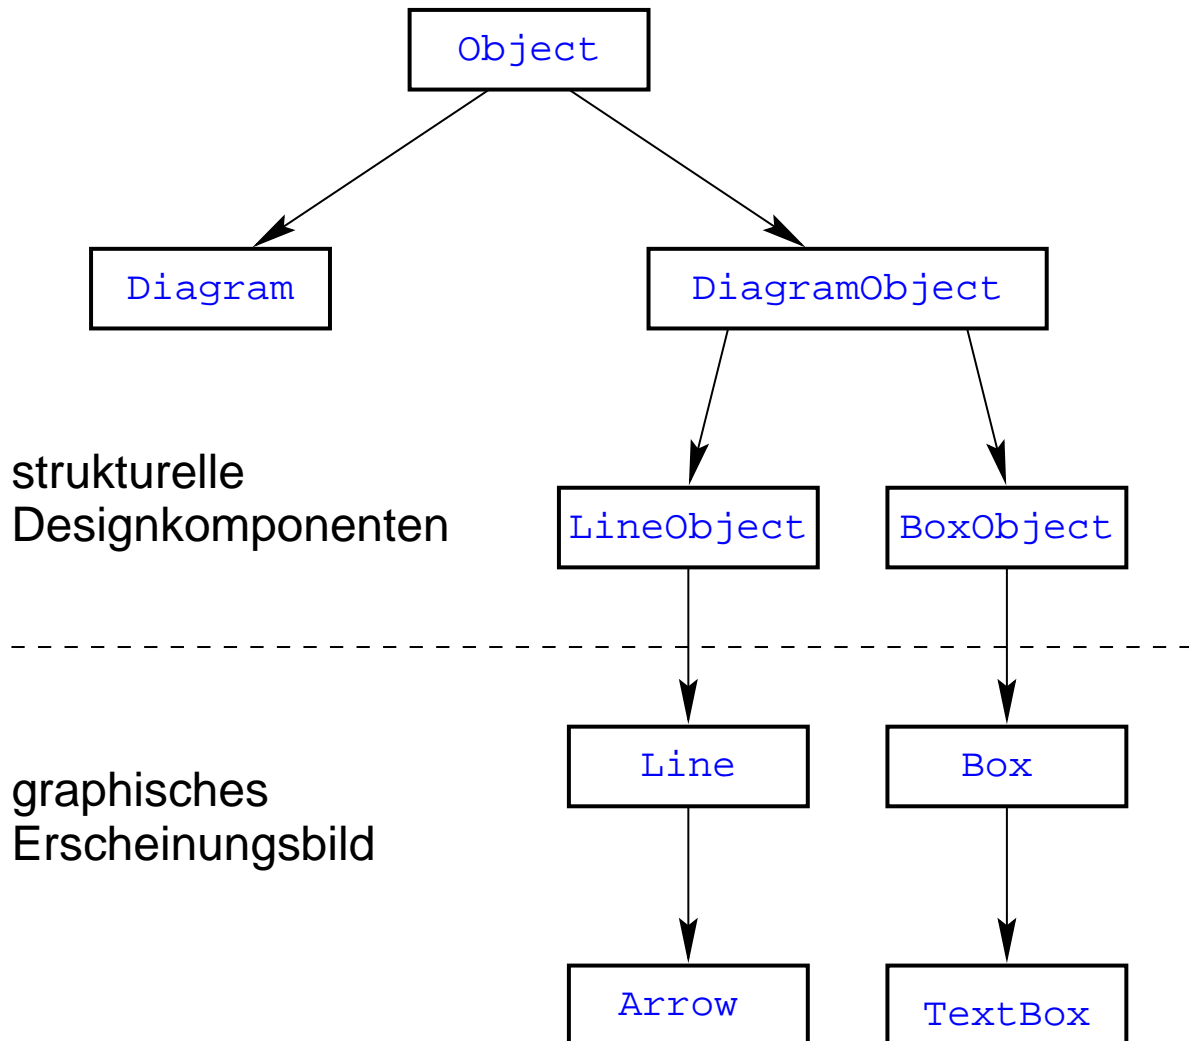 Object
Diagram
DiagramObject
strukturelle
Designkomponenten
LineObject
BoxObject
Line
Box
graphisches
Erscheinungsbild
Arrow
TextBox